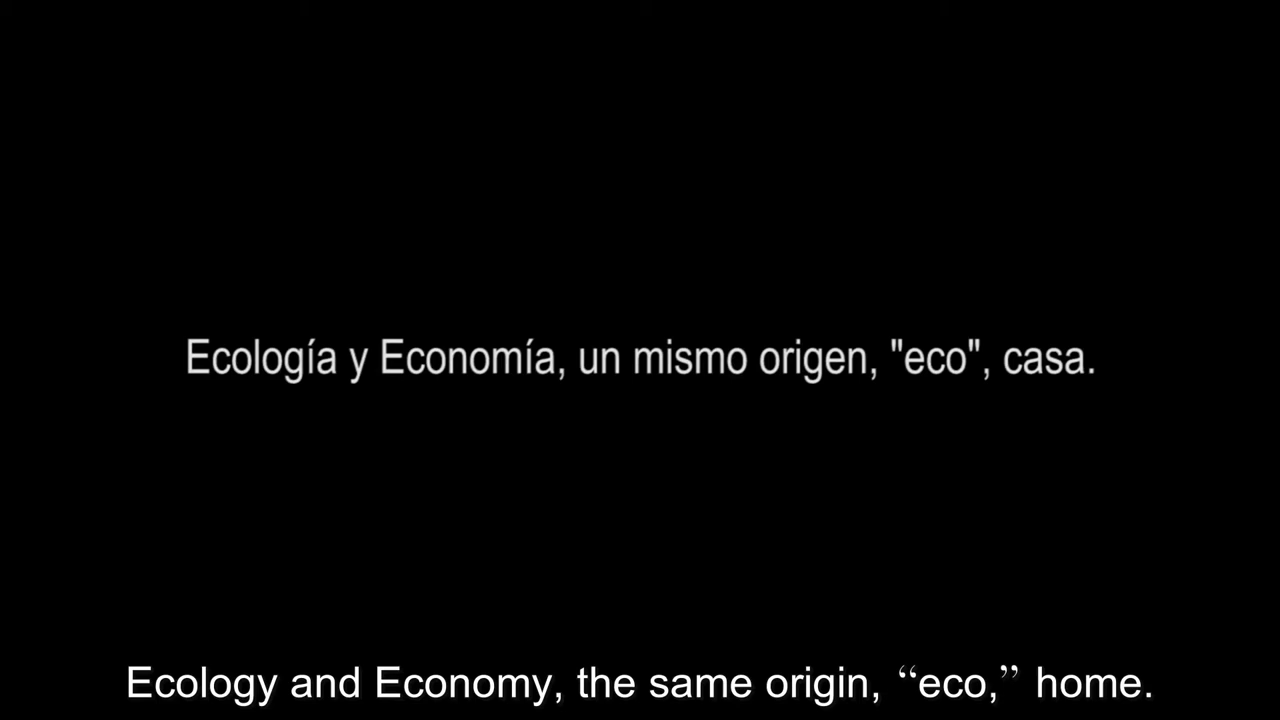 Ecología y Economía, un mismo origen, "eco", casa.
Ecology and Economy, the same origin, “eco,” home.